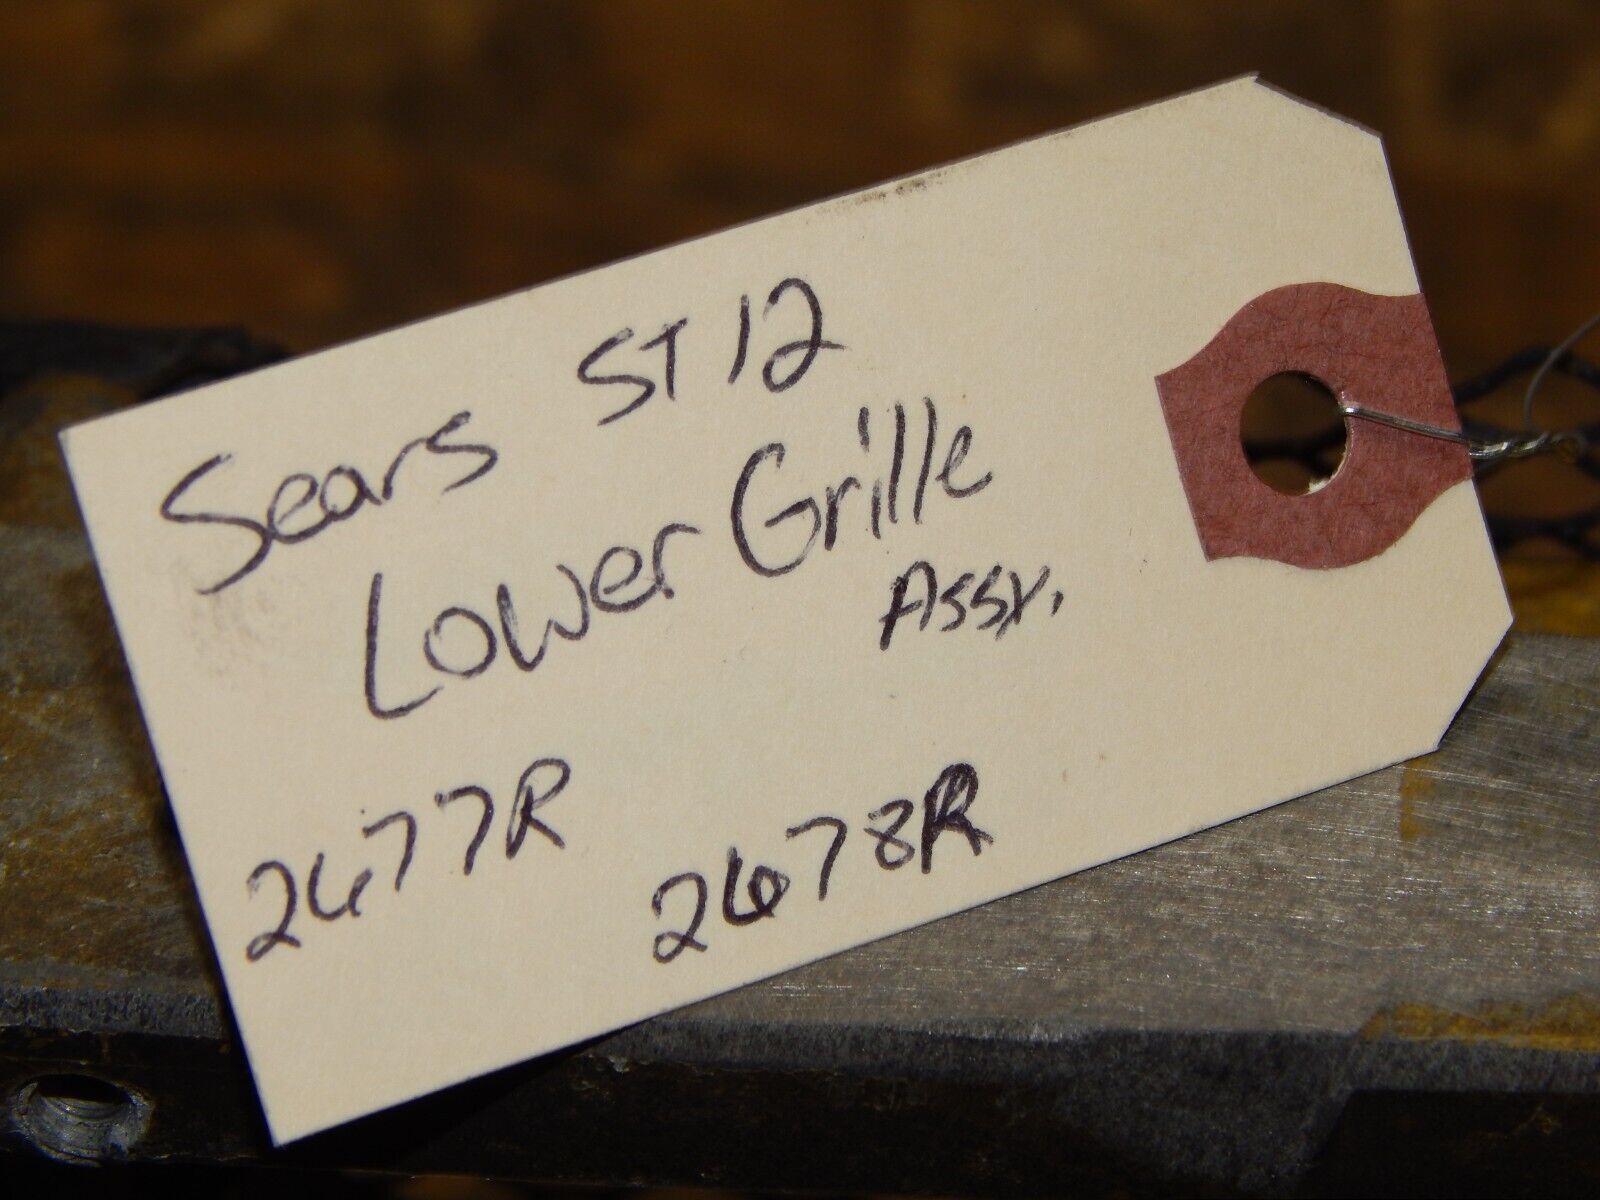 Sears ST 12
Lower Grille
Assy.
2677R 2678R